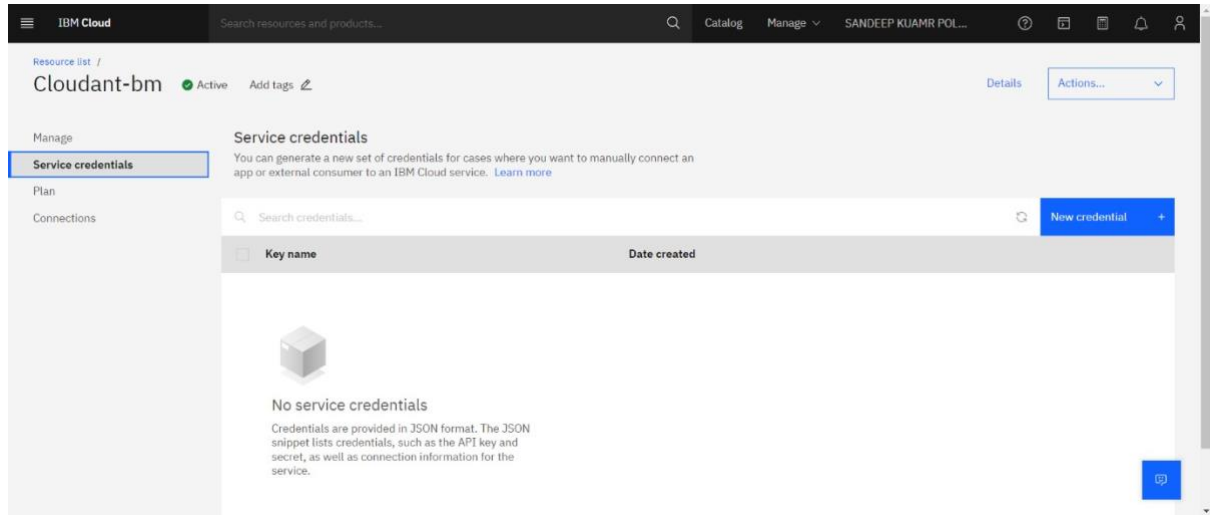 IBM Cloud
Search resources and products...
Catalog
Manage
SANDEEP KUAMR POL...
Resource list /
Cloudant-bm
Active
Add tags
Details
Actions...
Manage
Service credentials
Plan
Connections
Service credentials
You can generate a new set of credentials for cases where you want to manually connect an
app or external consumer to an IBM Cloud service. Learn more
Search credentials...
New credential +
Key name
Date created
No service credentials
Credentials are provided in JSON format. The JSON
snippet lists credentials, such as the API key and
secret, as well as connection information for the
service.